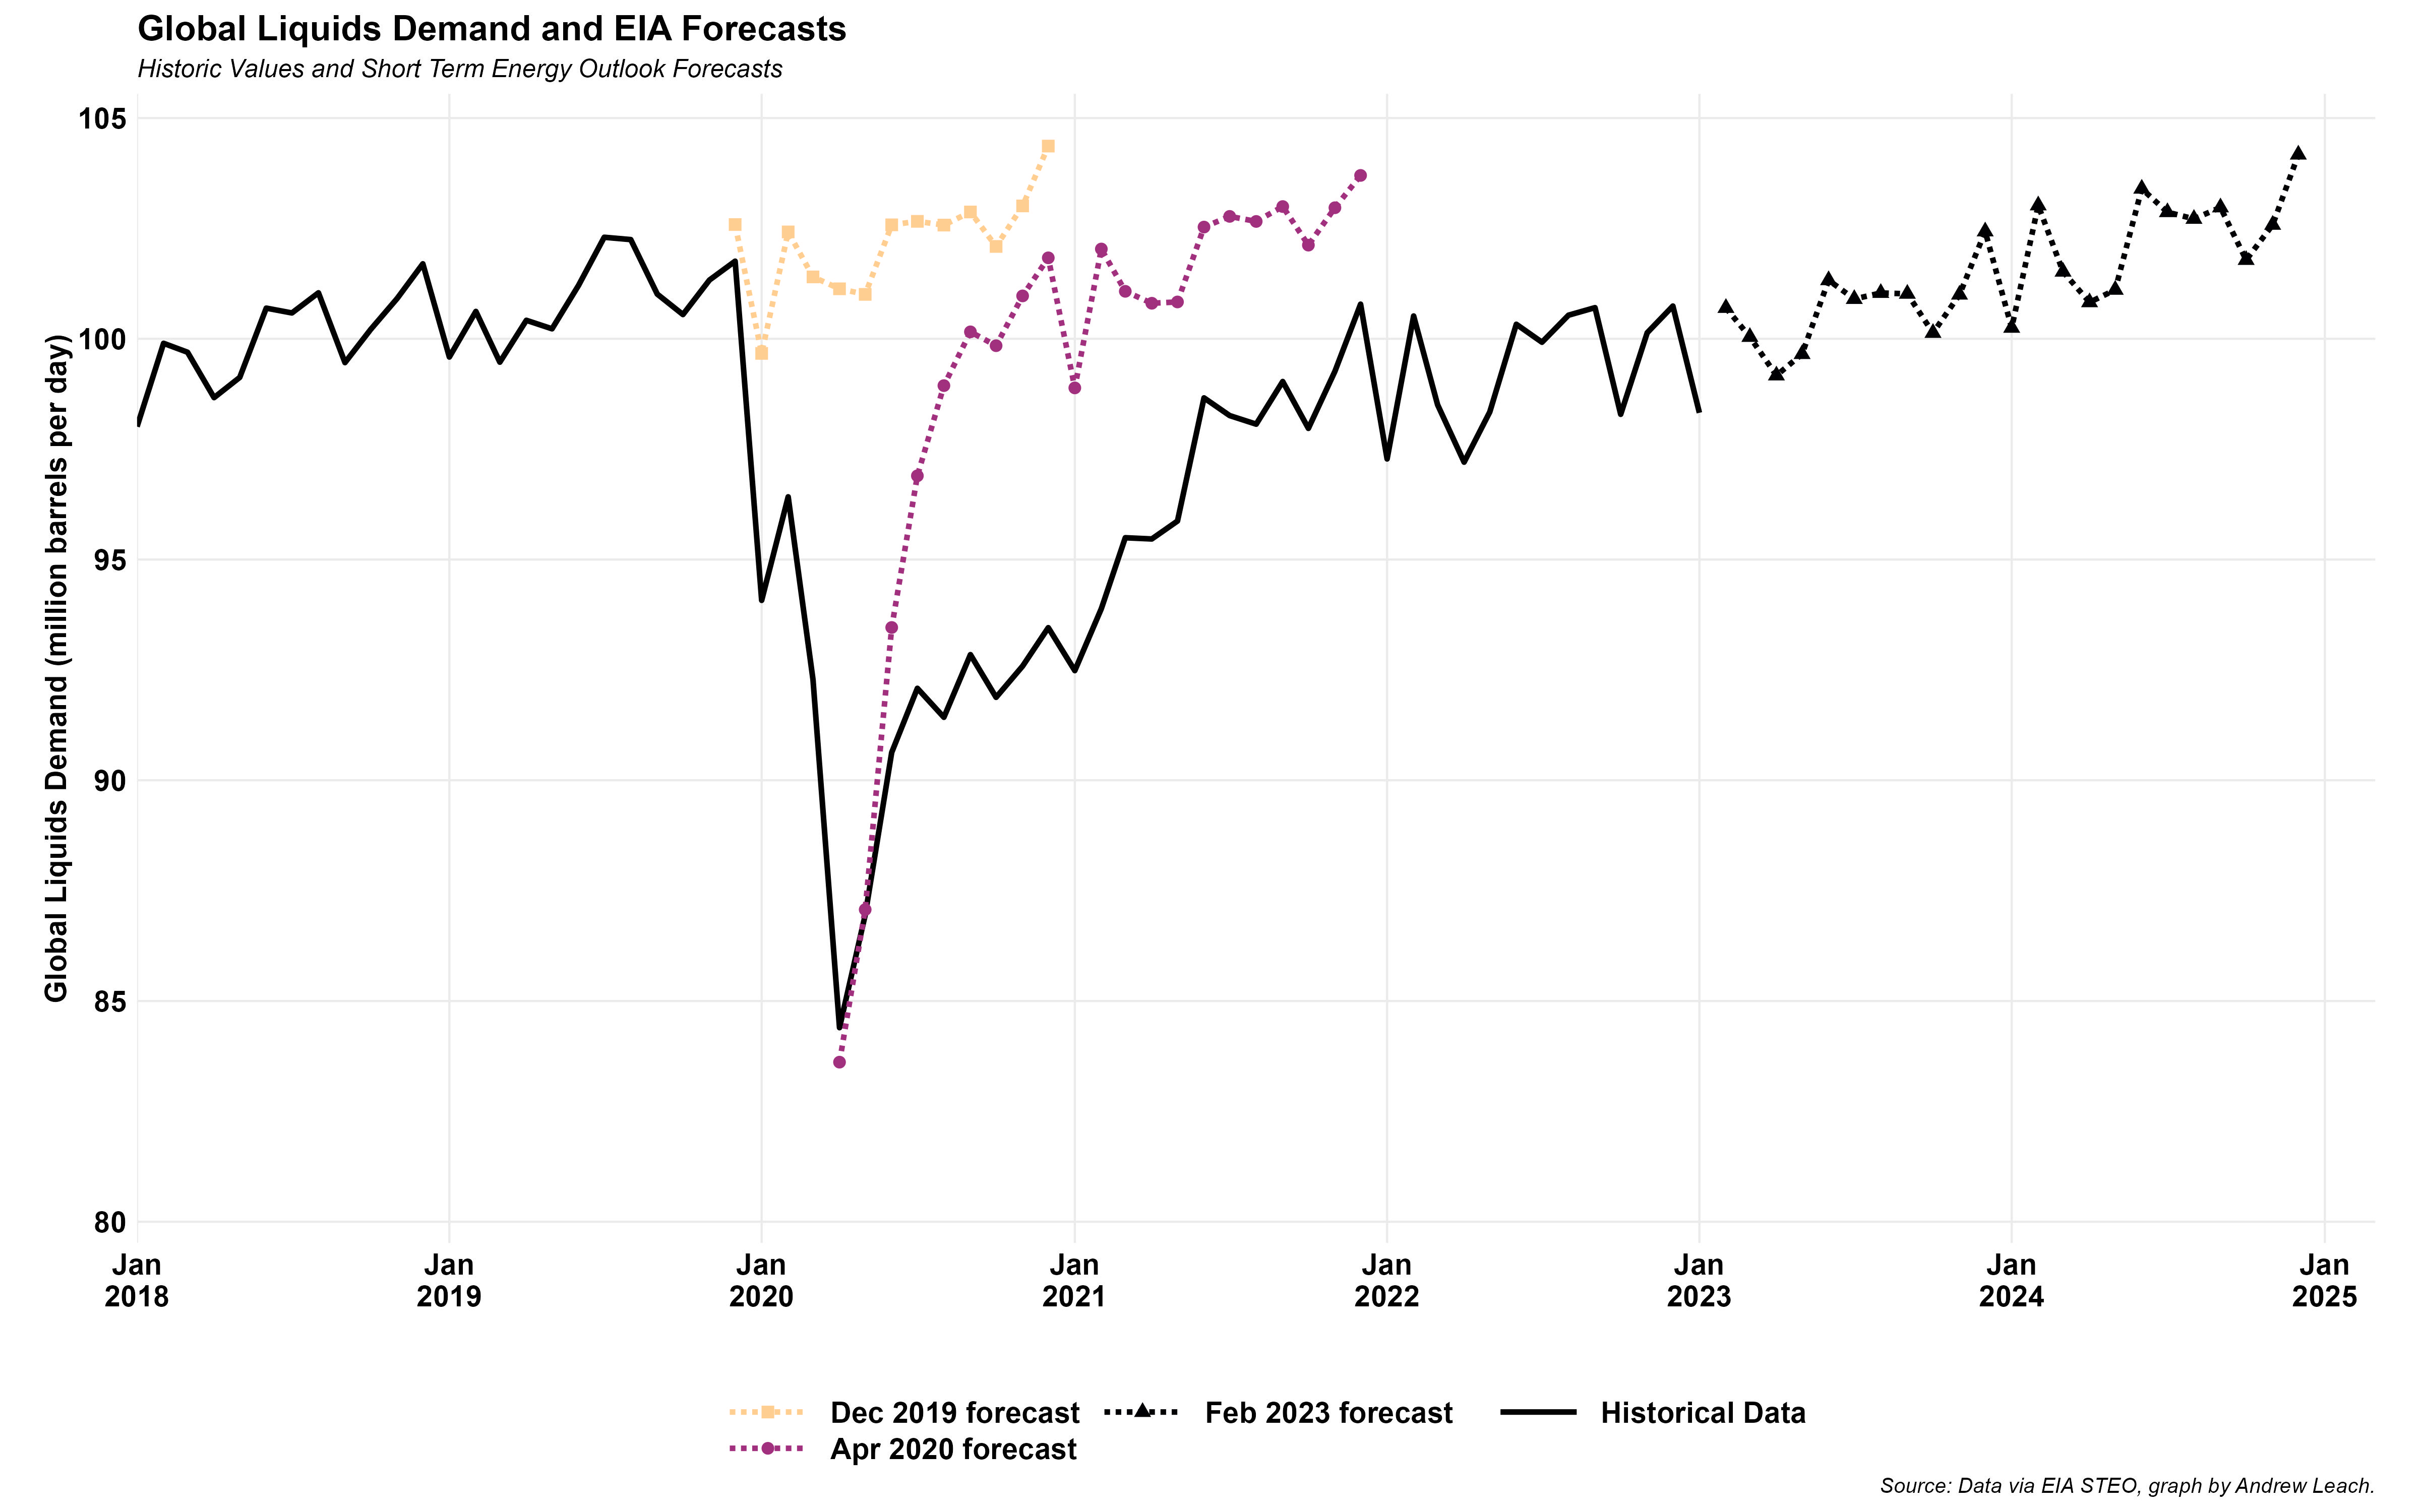 Global Liquids Demand and EIA Forecasts
Historic Values and Short Term Energy Outlook Forecasts
Global Liquids Demand (million barrels per day)
105
100
95
90
85
80
Jan
2018
Jan
2019
Jan
2020
Jan
2021
Jan
2022
Jan
2023
Jan
2024
Jan
2025
Dec 2019 forecast
Apr 2020 forecast
Feb 2023 forecast
Historical Data
Source: Data via EIA STEO, graph by Andrew Leach.